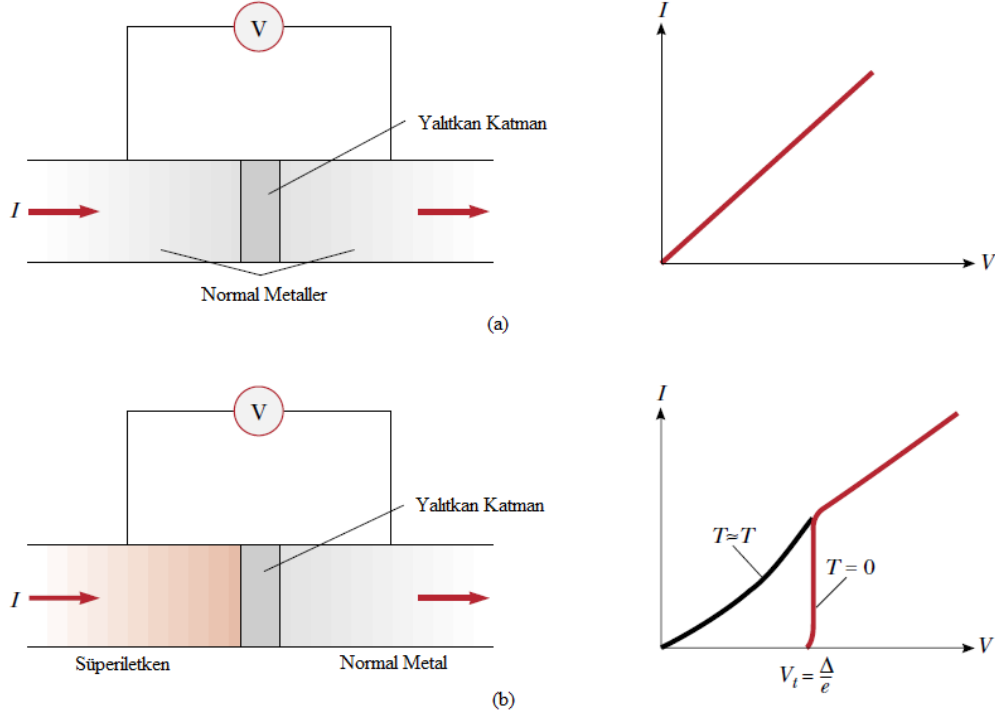 V
I
Yalıtkan Katman
I
V
Normal Metaller
(a)
V
I
Yalıtkan Katman
T≈T
T = 0
I
V
Süperiletken
Normal Metal
V_t = Δ/e
(b)